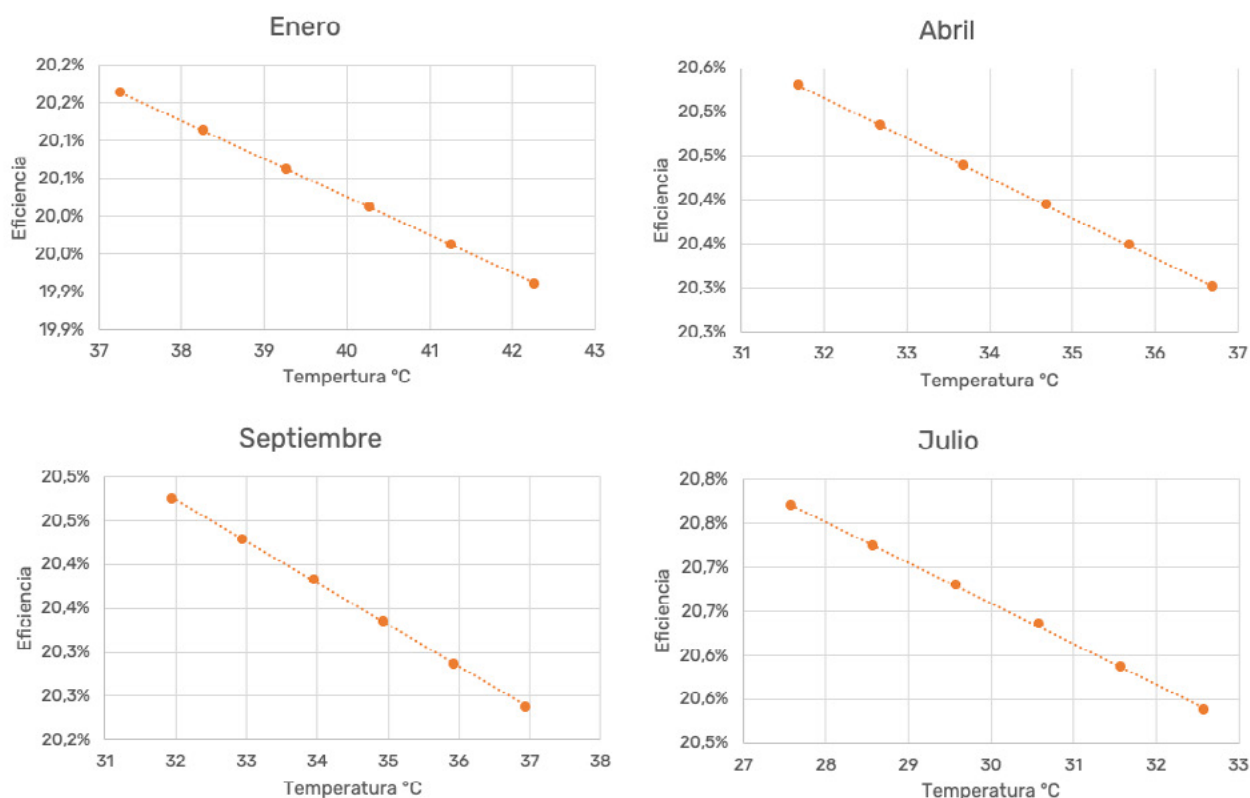 Enero
20,2%
20,2%
20,1%
20,1%
20,0%
20,0%
19,9%
19,9%
Eficiencia
37 38 39 40 41 42 43
Tempertura °C
Abril
20,6%
20,5%
20,5%
20,4%
20,4%
20,3%
20,3%
Eficiencia
31 32 33 34 35 36 37
Temperatura °C
Septiembre
20,5%
20,5%
20,4%
20,4%
20,3%
20,3%
20,2%
Eficiencia
31 32 33 34 35 36 37 38
Temperatura °C
Julio
20,8%
20,8%
20,7%
20,7%
20,6%
20,6%
20,5%
Eficiencia
27 28 29 30 31 32 33
Temperatura °C